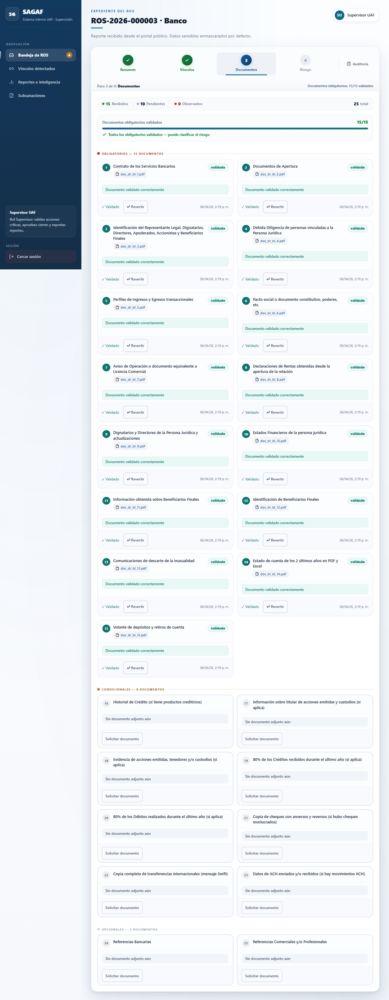 SG
SAGAF
Sistema interno UAF · Supervisión
NAVEGACIÓN
Bandeja de ROS
4
Vínculos detectados
Reportes e inteligencia
Subsanaciones
Supervisor UAF
Rol Supervisor: validas acciones
críticas, apruebas cierres y exportas
reportes.
SESIÓN
Cerrar sesión
EXPEDIENTE DEL ROS
ROS-2026-000003 · Banco
Reporte recibido desde el portal público. Datos sensibles enmascarados por defecto.
SU
Supervisor UAF
Resumen
Vínculos
3
Documentos
4
Riesgo
Auditoría
Paso 3 de 4: Documentos
Documentos obligatorios: 15/15 validados
15 Recibidos
10 Pendientes
0 Observados
25 total
Documentos obligatorios validados
15/15
✓ Todos los obligatorios validados — puede clasificar el riesgo
OBLIGATORIOS — 15 DOCUMENTOS
1
Contrato de los Servicios Bancarios
validado
doc_dr_bl_1.pdf
Documento validado correctamente
✓ Validado
↩ Revertir
06/04/26, 2:19 p. m.
2
Documentos de Apertura
validado
doc_dr_bl_2.pdf
Documento validado correctamente
✓ Validado
↩ Revertir
06/04/26, 2:19 p. m.
3
Identificación del Representante Legal, Dignatarios,
Directores, Apoderados, Accionistas y Beneficiarios
Finales
validado
doc_dr_bl_3.pdf
Documento validado correctamente
✓ Validado
↩ Revertir
06/04/26, 2:19 p. m.
4
Debida Diligencia de personas vinculadas a la
Persona Jurídica
validado
doc_dr_bl_4.pdf
Documento validado correctamente
✓ Validado
↩ Revertir
06/04/26, 2:19 p. m.
5
Perfiles de Ingresos y Egresos transaccionales
validado
doc_dr_bl_5.pdf
Documento validado correctamente
✓ Validado
↩ Revertir
06/04/26, 2:19 p. m.
6
Pacto social o documento constitutivo, poderes,
etc.
validado
doc_dr_bl_6.pdf
Documento validado correctamente
✓ Validado
↩ Revertir
06/04/26, 2:19 p. m.
7
Aviso de Operación o documento equivalente a
Licencia Comercial
validado
doc_dr_bl_7.pdf
Documento validado correctamente
✓ Validado
↩ Revertir
06/04/26, 2:19 p. m.
8
Declaraciones de Rentas obtenidas desde la
apertura de la relación
validado
doc_dr_bl_8.pdf
Documento validado correctamente
✓ Validado
↩ Revertir
06/04/26, 2:19 p. m.
9
Dignatarios y Directores de la Persona Jurídica y
actualizaciones
validado
doc_dr_bl_9.pdf
Documento validado correctamente
✓ Validado
↩ Revertir
06/04/26, 2:19 p. m.
10
Estados Financieros de la persona jurídica
validado
doc_dr_bl_10.pdf
Documento validado correctamente
✓ Validado
↩ Revertir
06/04/26, 2:19 p. m.
11
Información obtenida sobre Beneficiarios Finales
validado
doc_dr_bl_11.pdf
Documento validado correctamente
✓ Validado
↩ Revertir
06/04/26, 2:19 p. m.
12
Identificación de Beneficiarios Finales
validado
doc_dr_bl_12.pdf
Documento validado correctamente
✓ Validado
↩ Revertir
06/04/26, 2:19 p. m.
13
Comunicaciones de descarte de la inusualidad
validado
doc_dr_bl_13.pdf
Documento validado correctamente
✓ Validado
↩ Revertir
06/04/26, 2:19 p. m.
14
Estado de cuenta de los 2 últimos años en PDF y
Excel
validado
doc_dr_bl_14.pdf
Documento validado correctamente
✓ Validado
↩ Revertir
06/04/26, 2:19 p. m.
15
Volante de depósitos y retiros de cuenta
validado
doc_dr_bl_15.pdf
Documento validado correctamente
✓ Validado
↩ Revertir
06/04/26, 2:19 p. m.
CONDICIONALES — 8 DOCUMENTOS
16
Historial de Crédito (si tiene productos crediticios)
Sin documento adjunto aún
Solicitar documento
17
Información sobre titular de acciones emitidas y custodios (si
aplica)
Sin documento adjunto aún
Solicitar documento
18
Evidencia de acciones emitidas, tenedores y/o custodios (si
aplica)
Sin documento adjunto aún
Solicitar documento
19
80% de los Créditos recibidos durante el último año (si aplica)
Sin documento adjunto aún
Solicitar documento
20
80% de los Débitos realizados durante el último año (si aplica)
Sin documento adjunto aún
Solicitar documento
21
Copia de cheques con anversos y reversos (si hubo cheques
involucrados)
Sin documento adjunto aún
Solicitar documento
22
Copia completa de transferencias internacionales (mensaje Swift)
Sin documento adjunto aún
Solicitar documento
23
Datos de ACH enviados y/o recibidos (si hay movimientos ACH)
Sin documento adjunto aún
Solicitar documento
OPCIONALES — 2 DOCUMENTOS
24
Referencias Bancarias
Sin documento adjunto aún
Solicitar documento
25
Referencias Comerciales y/o Profesionales
Sin documento adjunto aún
Solicitar documento